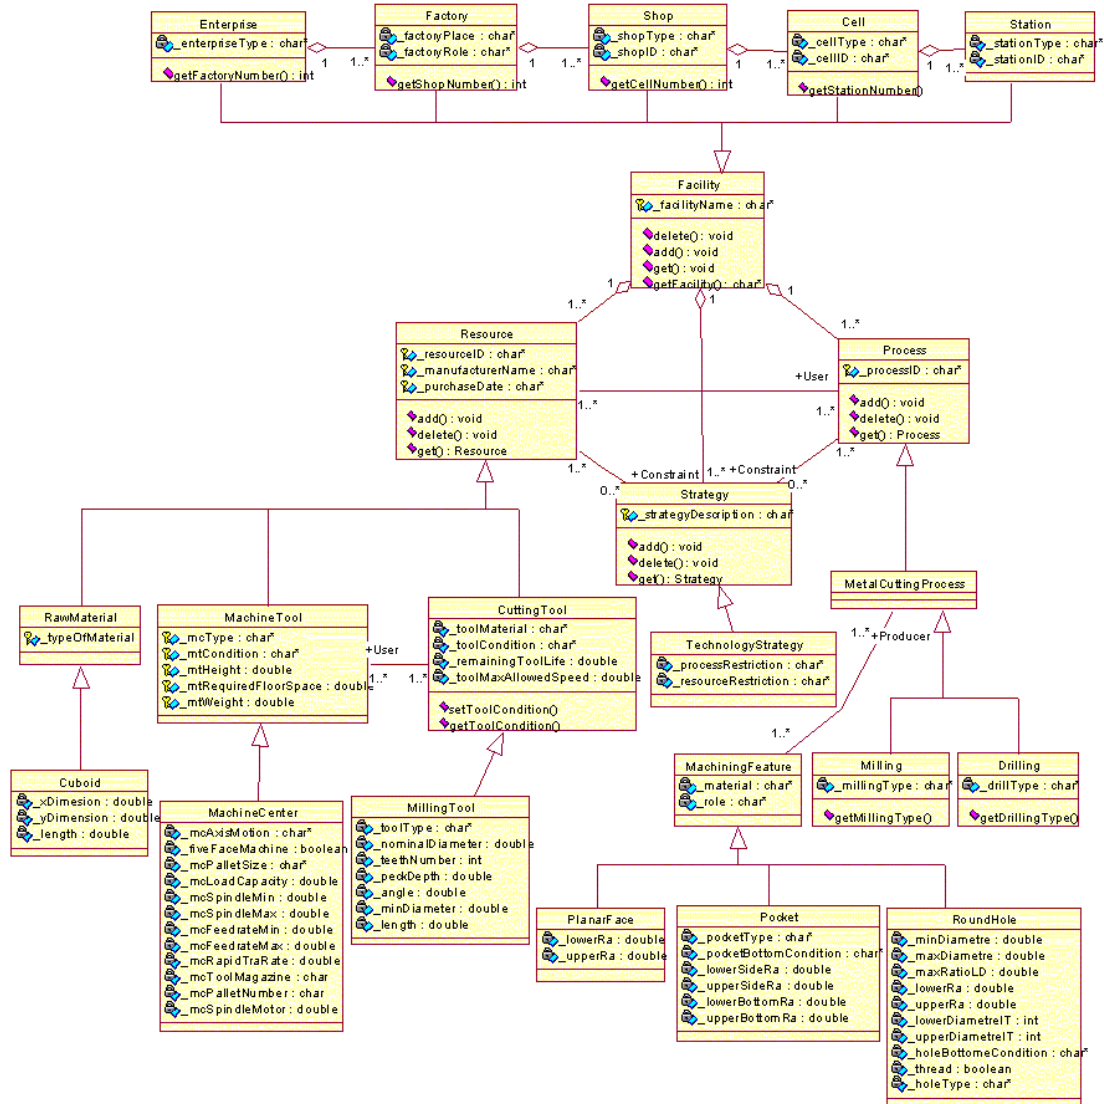 Enterprise
_enterpriseType : char*
getFactoryNumber() : int
1
1..*
Factory
_factoryPlace : char*
_factoryRole : char*
getShopNumber() : int
1
1..*
Shop
_shopType : char*
_shopID : char*
getCellNumber() : int
1
1..*
Cell
_cellType : char*
_cellID : char*
getStationNumber()
1
1..*
Station
_stationType : char*
_stationID : char*
Facility
_facilityName : char*
delete() : void
add() : void
get() : void
getFacility() : char*
1
1
1
1..*
1..*
Resource
_resourceID : char*
_manufacturerName : char*
_purchaseDate : char*
add() : void
delete() : void
get() : Resource
+User
1..*
1..*
Process
_processID : char*
add() : void
delete() : void
get() : Process
1..*
1..*
+Constraint
1..*
+Constraint
0..*
0..*
Strategy
_strategyDescription : char*
add() : void
delete() : void
get() : Strategy
MetalCuttingProcess
RawMaterial
_typeOfMaterial
MachineTool
_mcType : char*
_mtCondition : char*
_mtHeight : double
_mtRequiredFloorSpace : double
_mtWeight : double
+User
1..*
1..*
CuttingTool
_toolMaterial : char*
_toolCondition : char*
_remainingToolLife : double
_toolMaxAllowedSpeed : double
setToolCondition()
getToolCondition()
TechnologyStrategy
_processRestriction : char*
_resourceRestriction : char*
1..*
+Producer
1..*
Cuboid
_xDimesion : double
_yDimension : double
_length : double
MachineCenter
_mcAxisMotion : char*
_fiveFaceMachine : boolean
_mcPalletSize : char*
_mcLoadCapacity : double
_mcSpindleMin : double
_mcSpindleMax : double
_mcFeedrateMin : double
_mcFeedrateMax : double
_mcRapidTraRate : double
_mcToolMagazine : char
_mcPalletNumber : char
_mcSpindleMotor : double
MillingTool
_toolType : char*
_nominalDiameter : double
_teethNumber : int
_peckDepth : double
_angle : double
_minDiameter : double
_length : double
MachiningFeature
_material : char*
_role : char*
Milling
_millingType : char*
getMillingType()
Drilling
_drillType : char*
getDrillingType()
PlanarFace
_lowerRa : double
_upperRa : double
Pocket
_pocketType : char*
_pocketBottomCondition : char*
_lowerSideRa : double
_upperSideRa : double
_lowerBottomRa : double
_upperBottomRa : double
RoundHole
_minDiametre : double
_maxDiametre : double
_maxRatioLD : double
_lowerRa : double
_upperRa : double
_lowerDiametreIT : int
_upperDiametreIT : int
_holeBottomeCondition : char*
_thread : boolean
_holeType : char*